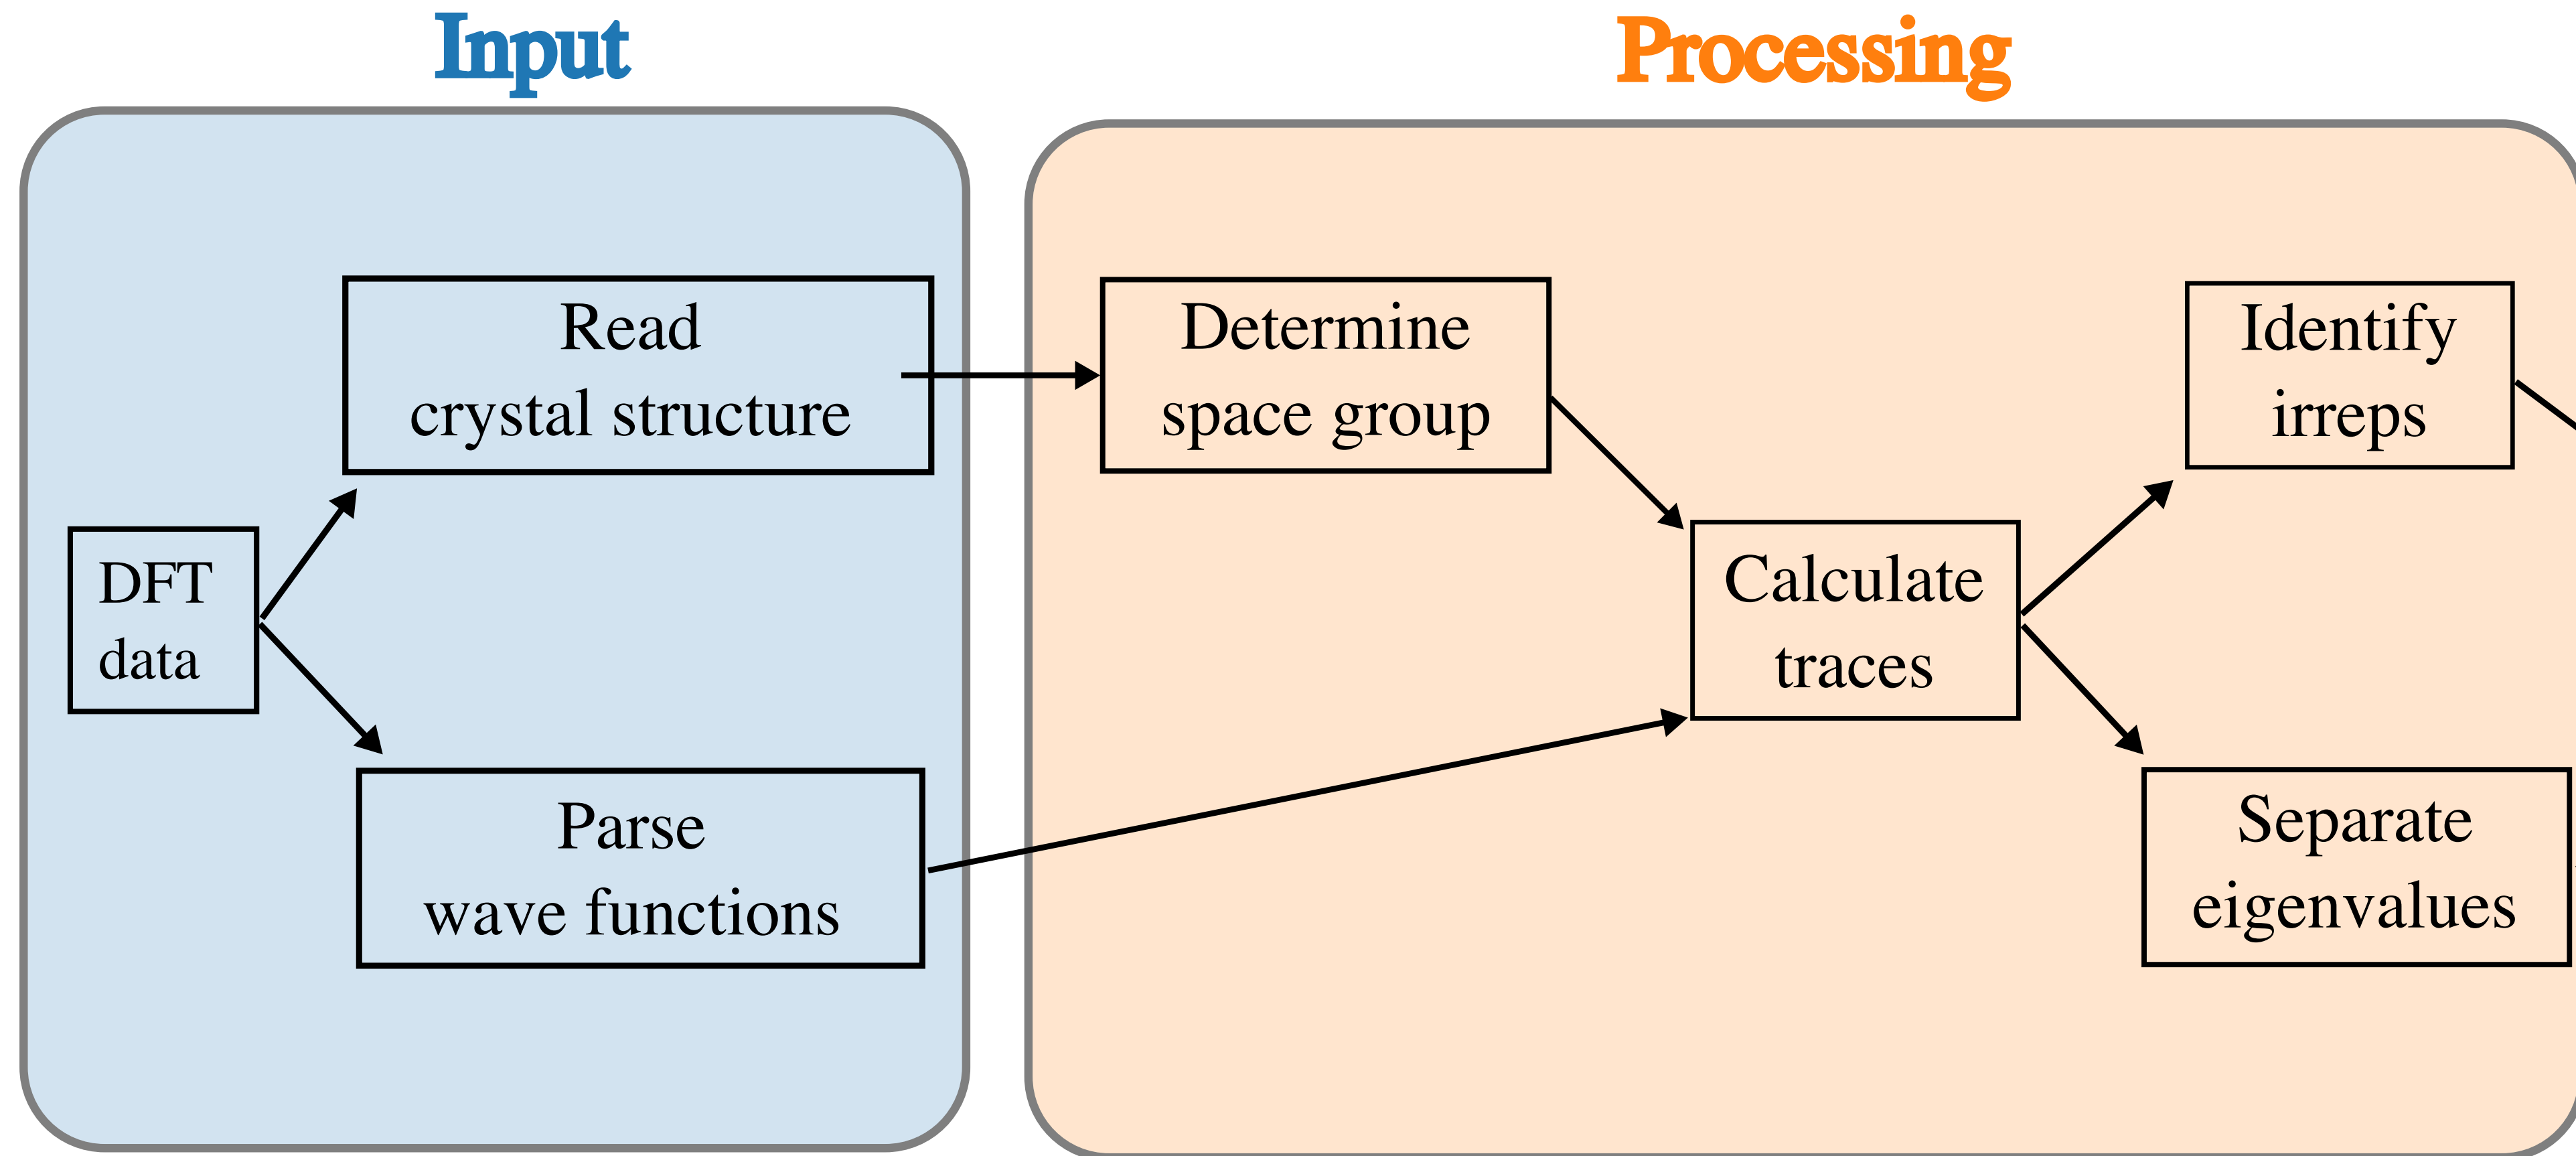 Input
Processing
Read
crystal structure
Determine
space group
Identify
irreps
DFT
data
Calculate
traces
Parse
wave functions
Separate
eigenvalues